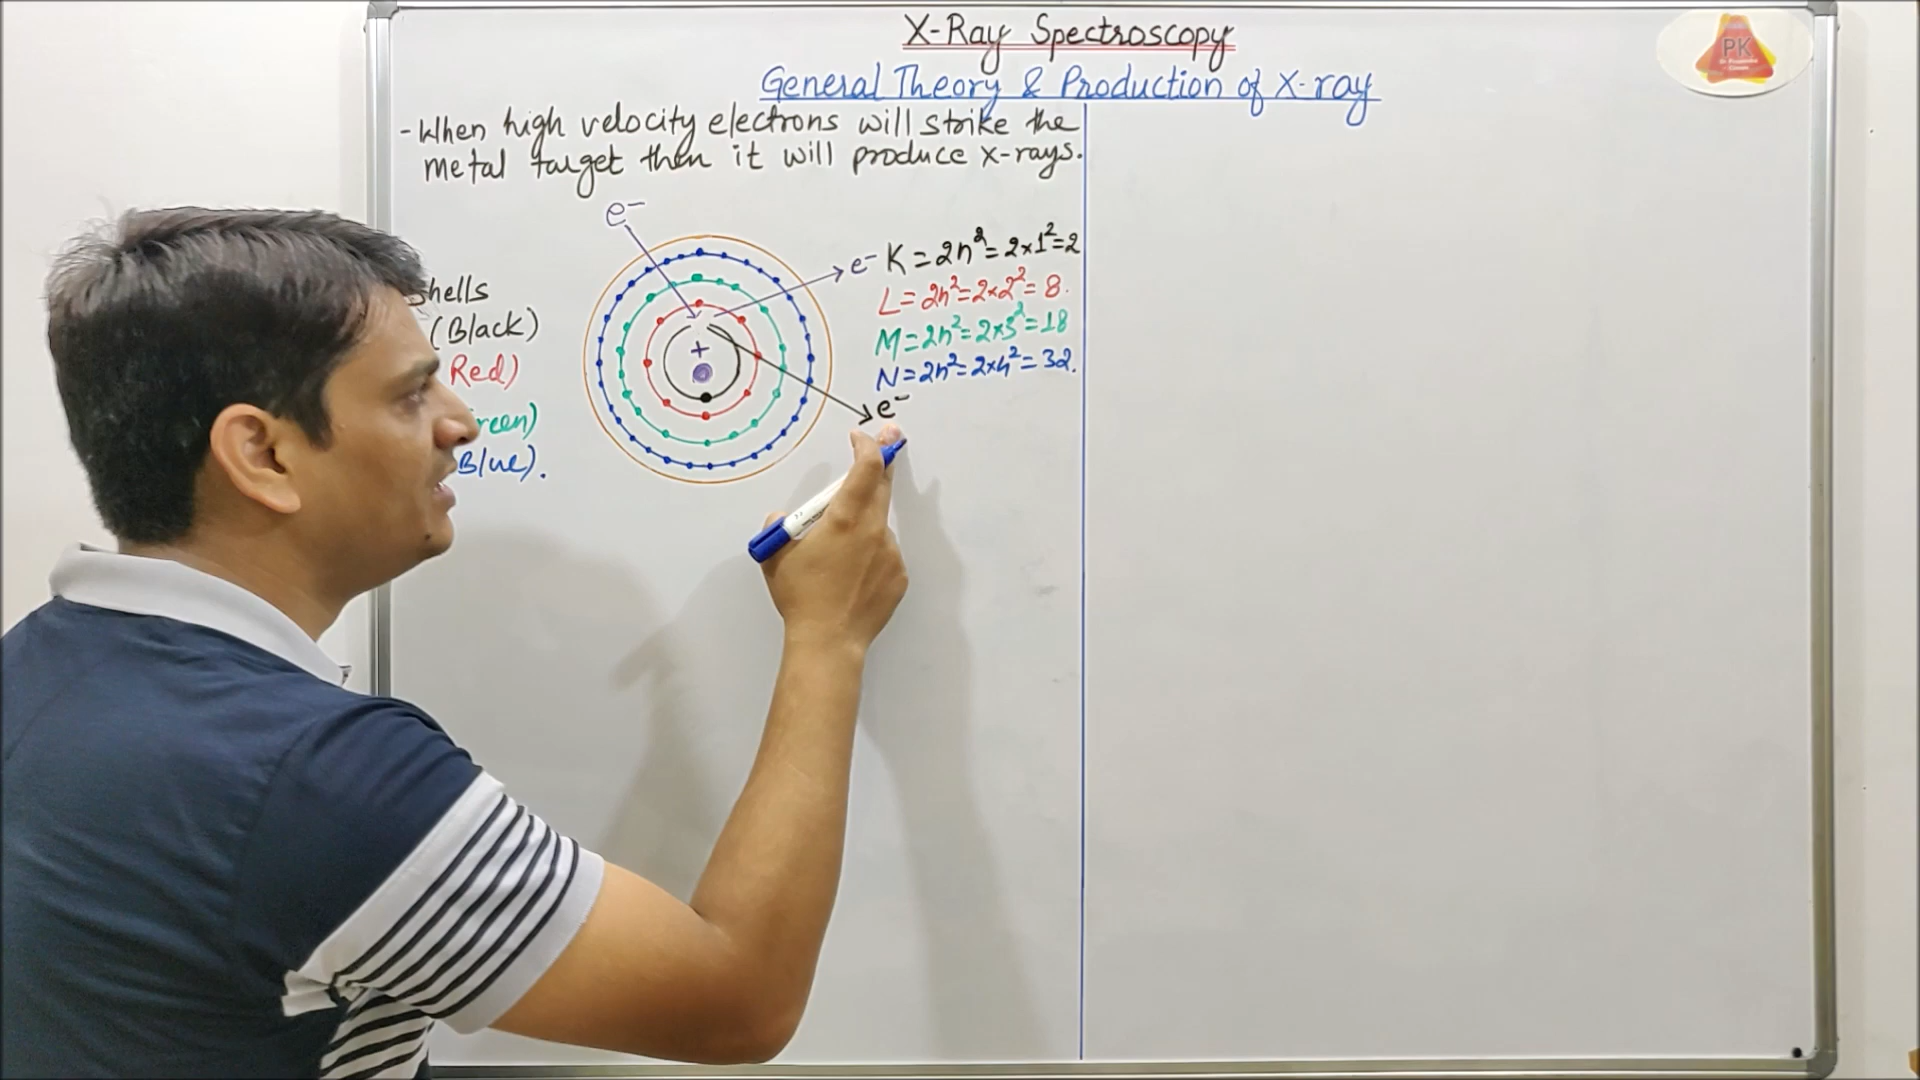 X-Ray Spectroscopy
General Theory & Production of X-ray
PK
- When high velocity electrons will strike the
metal target then it will produce x-rays.
e-
e- K = 2n² = 2×1² = 2
L = 2n² = 2×2² = 8.
M = 2n² = 2×3² = 18
N = 2n² = 2×4² = 32.
e-
shells
(Black)
Red)
reen)
Blue).
+